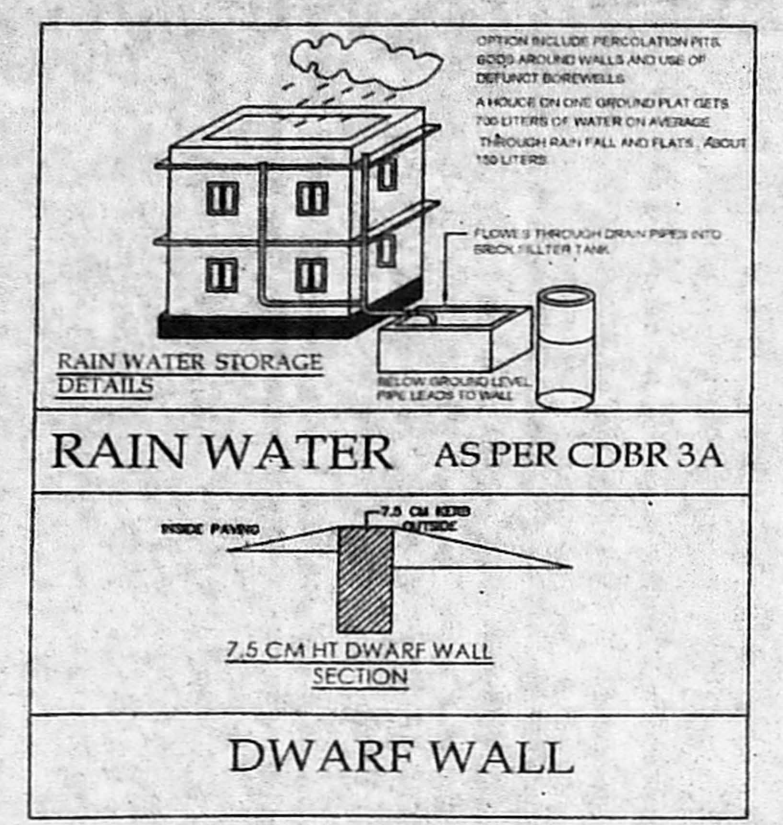 OPTION INCLUDE PERCOLATION PITS,
AROUND WALLS AND USE OF
DEFUNCT BOREWELLS
A HOUCE ON ONE GROUND PLAT GETS
700 LITERS OF WATER ON AVERAGE
THROUGH RAIN FALL AND FLATS, ABOUT
150 LITERS
FLOWES THROUGH DRAIN PIPES INTO
BRICK FILLTER TANK
RAIN WATER STORAGE
DETAILS
BELOW GROUND LEVEL
PIPE LEADS TO WALL
RAIN WATER AS PER CDBR 3A
7.5 CM KERB
INSIDE PAVING OUTSIDE
7.5 CM HT DWARF WALL
SECTION
DWARF WALL